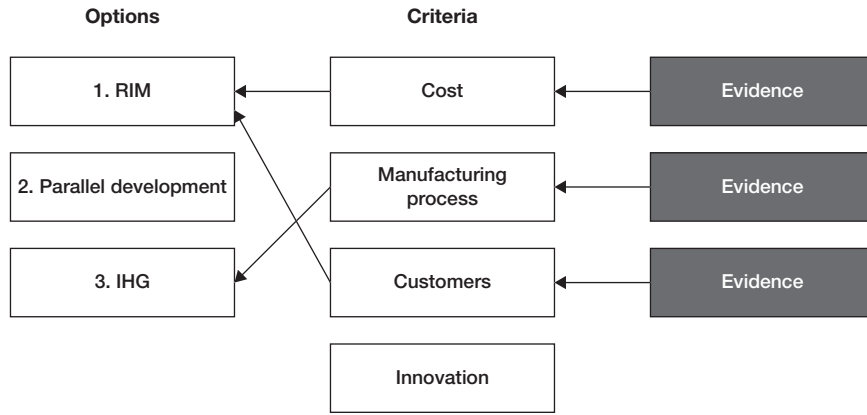 Options
Criteria
1. RIM
Cost
Evidence
2. Parallel development
Manufacturing
process
Evidence
3. IHG
Customers
Evidence
Innovation